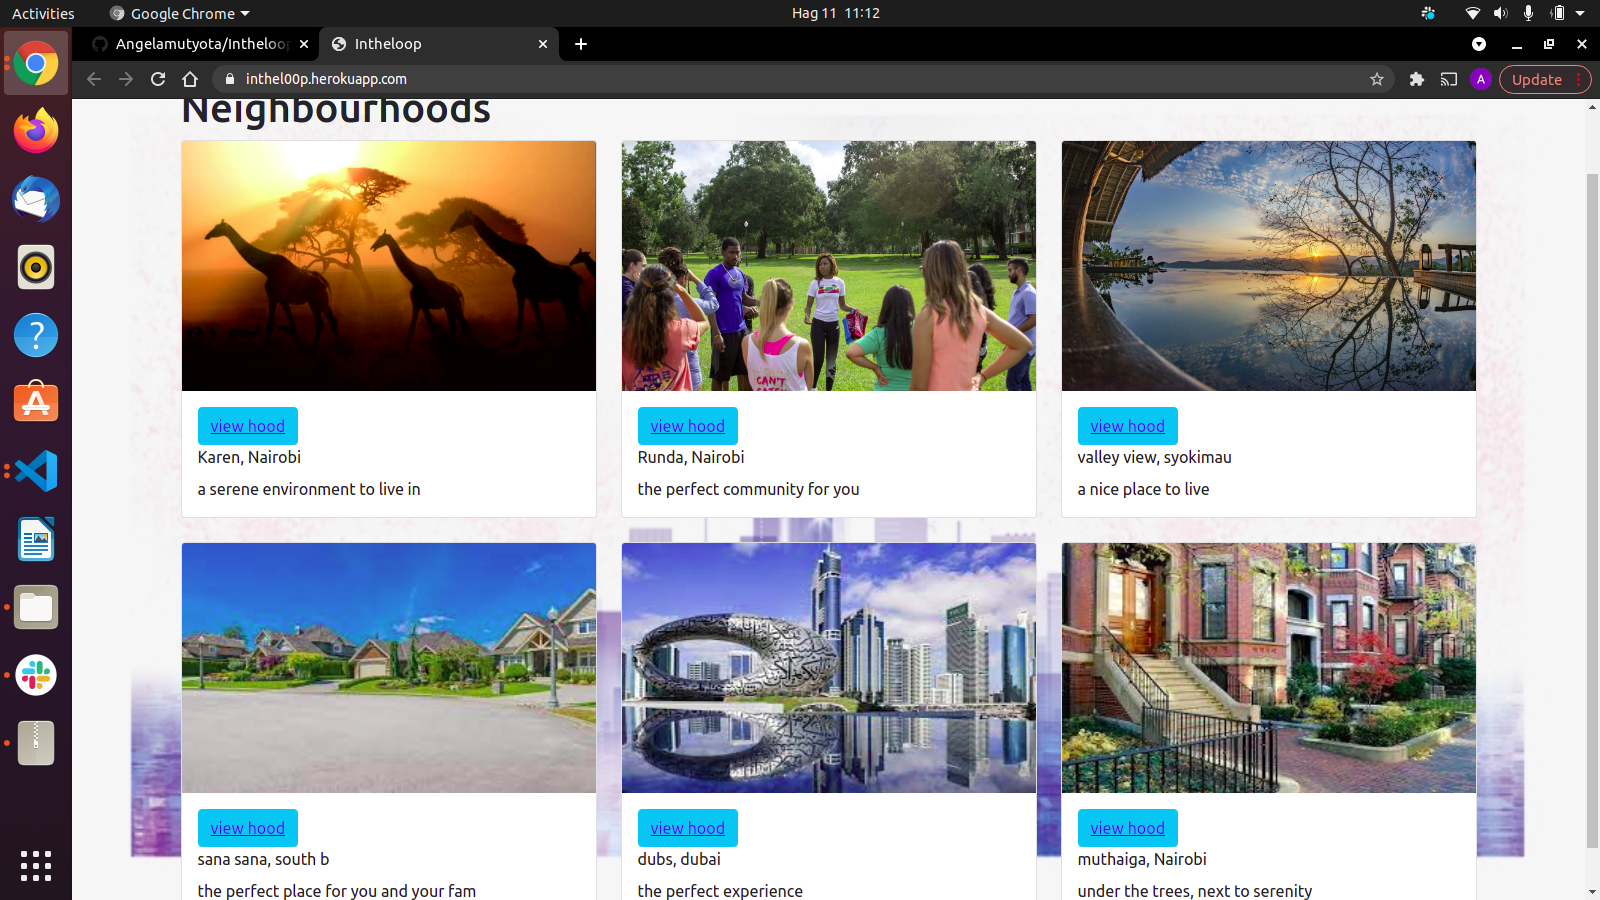 Activities
Google Chrome
Hag 11 11:12
Angelamutyota/Intheloop
Intheloop
inthel00p.herokuapp.com
A
Update
Neighbourhoods
CAN'T
view hood
Karen, Nairobi
a serene environment to live in
view hood
Runda, Nairobi
the perfect community for you
view hood
valley view, syokimau
a nice place to live
view hood
sana sana, south b
the perfect place for you and your fam
view hood
dubs, dubai
the perfect experience
view hood
muthaiga, Nairobi
under the trees, next to serenity